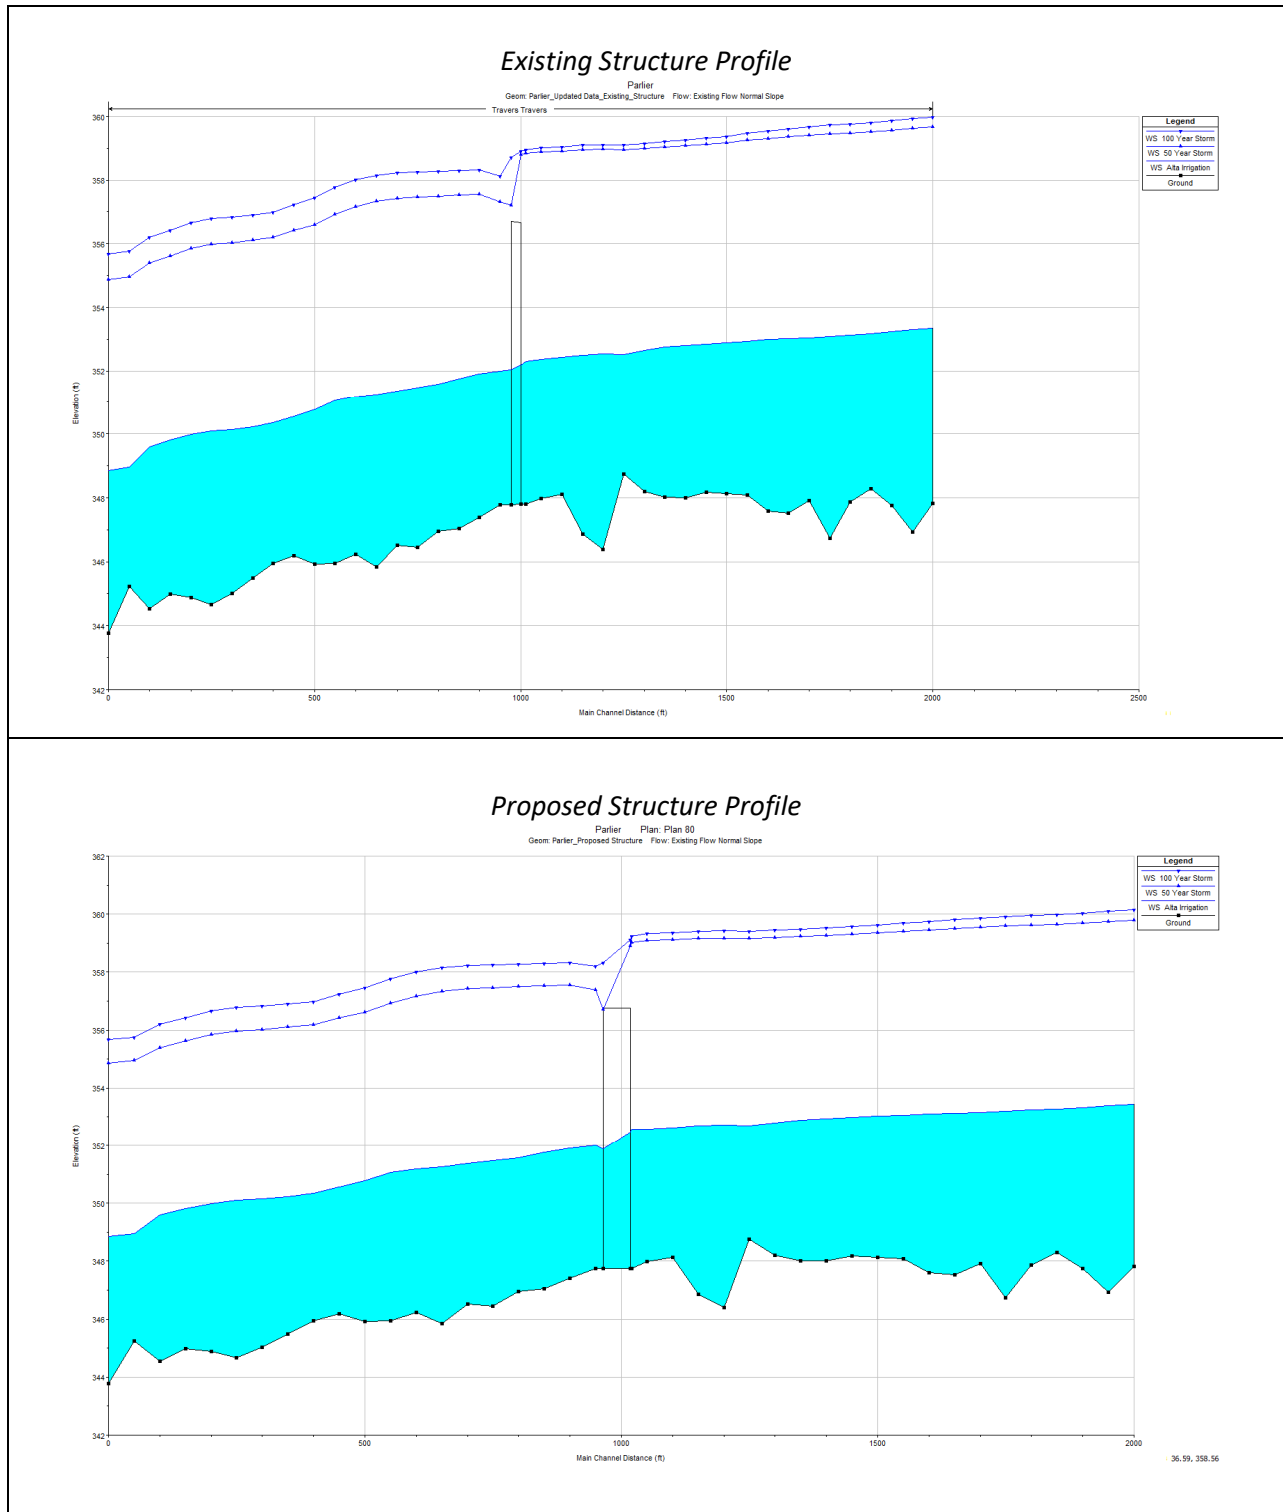 Existing Structure Profile
Parlier
Geom: Parlier_Updated Data_Existing_Structure    Flow: Existing Flow Normal Slope
Travers Travers
360
358
356
354
352
350
348
346
344
342
Elevation (ft)
0
500
1000
1500
2000
2500
Main Channel Distance (ft)
Legend
WS 100 Year Storm
WS 50 Year Storm
WS Alta Irrigation
Ground
Proposed Structure Profile
Parlier    Plan: Plan 80
Geom: Parlier_Proposed Structure    Flow: Existing Flow Normal Slope
362
360
358
356
354
352
350
348
346
344
342
Elevation (ft)
0
500
1000
1500
2000
Main Channel Distance (ft)
Legend
WS 100 Year Storm
WS 50 Year Storm
WS Alta Irrigation
Ground
36.59, 358.56